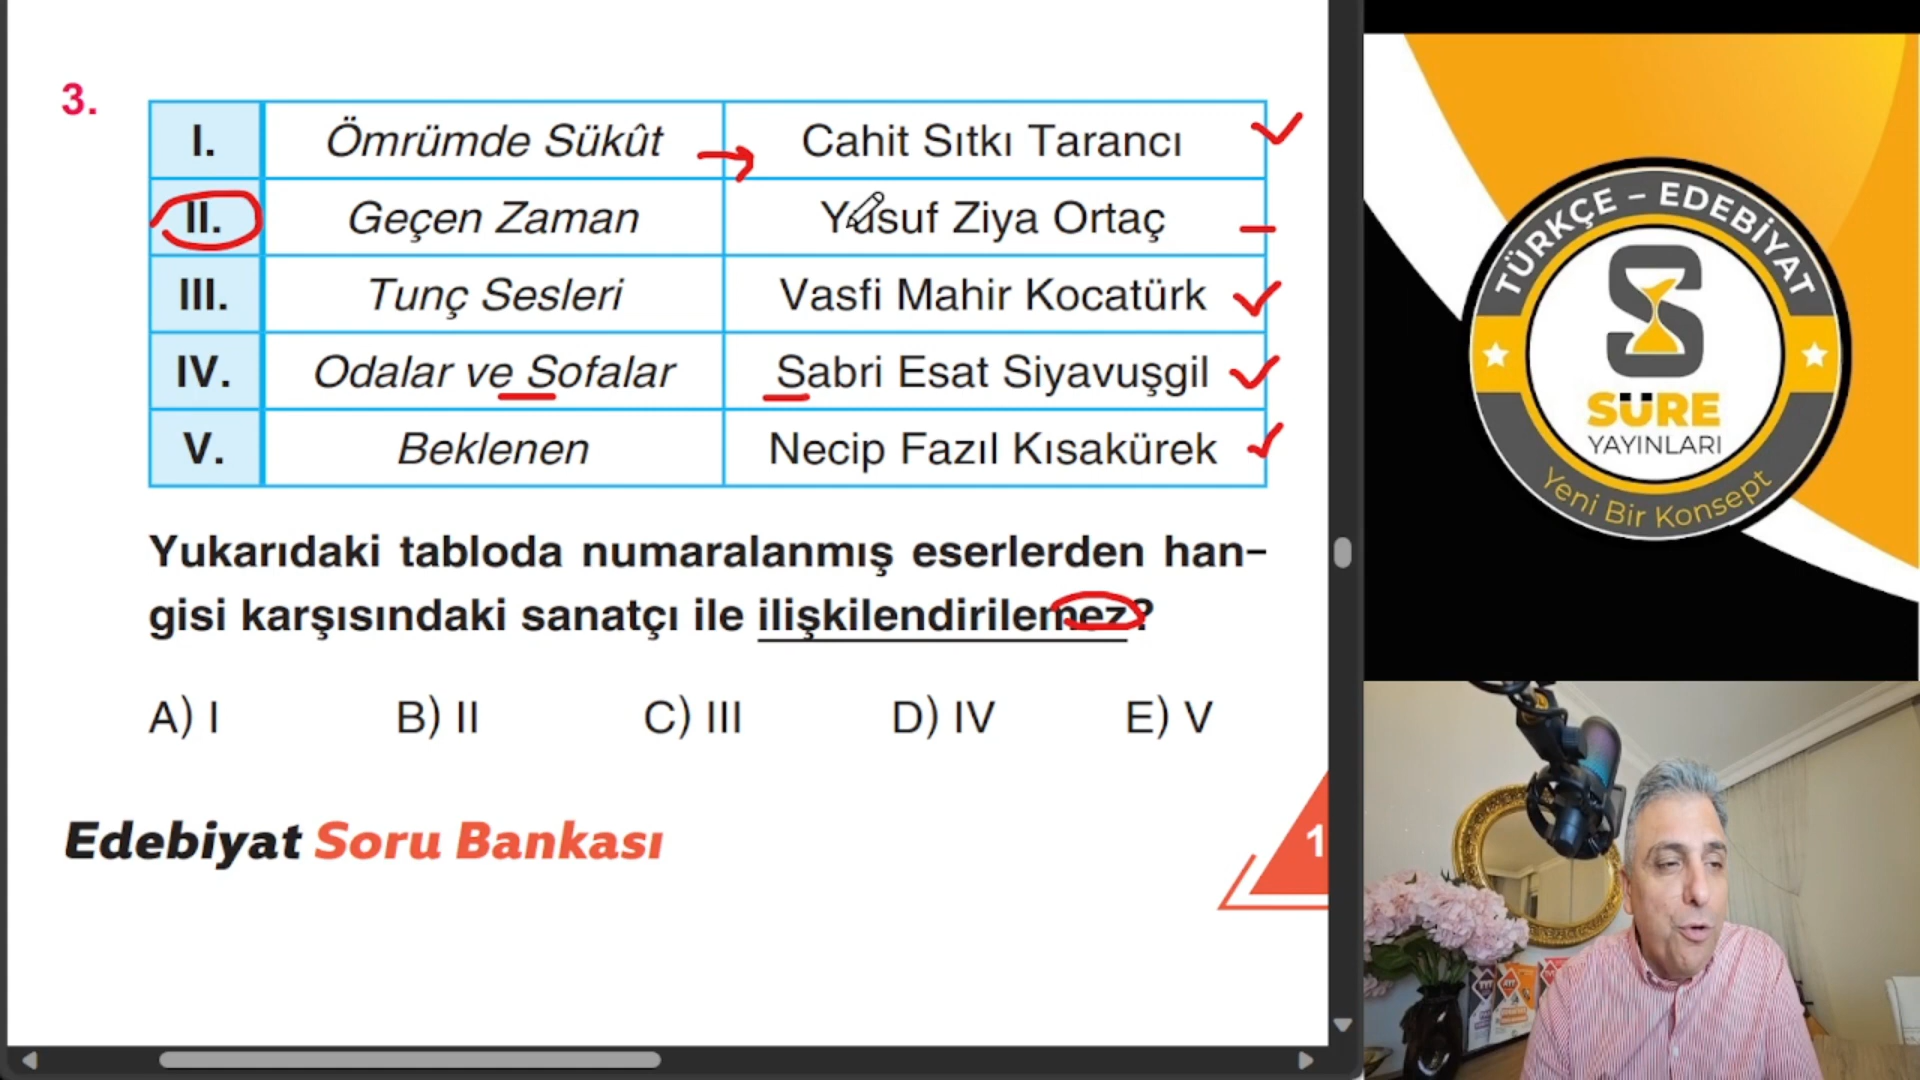 3.
I. Ömrümde Sükût Cahit Sıtkı Tarancı
II. Geçen Zaman Yusuf Ziya Ortaç
III. Tunç Sesleri Vasfi Mahir Kocatürk
IV. Odalar ve Sofalar Sabri Esat Siyavuşgil
V. Beklenen Necip Fazıl Kısakürek
Yukarıdaki tabloda numaralanmış eserlerden han-
gisi karşısındaki sanatçı ile ilişkilendirilemez?
A) I B) II C) III D) IV E) V
Edebiyat Soru Bankası
1
TÜRKÇE – EDEBİYAT
S
SÜRE
YAYINLARI
Yeni Bir Konsept